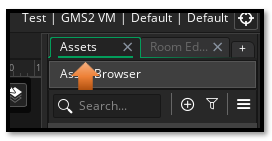 Test | GMS2 VM | Default | Default
Assets Room Ed...
Browser
Search...